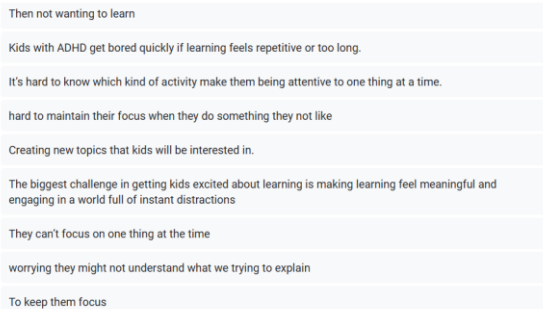 Then not wanting to learn
Kids with ADHD get bored quickly if learning feels repetitive or too long.
It's hard to know which kind of activity make them being attentive to one thing at a time.
hard to maintain their focus when they do something they not like
Creating new topics that kids will be interested in.
The biggest challenge in getting kids excited about learning is making learning feel meaningful and
engaging in a world full of instant distractions
They can't focus on one thing at the time
worrying they might not understand what we trying to explain
To keep them focus